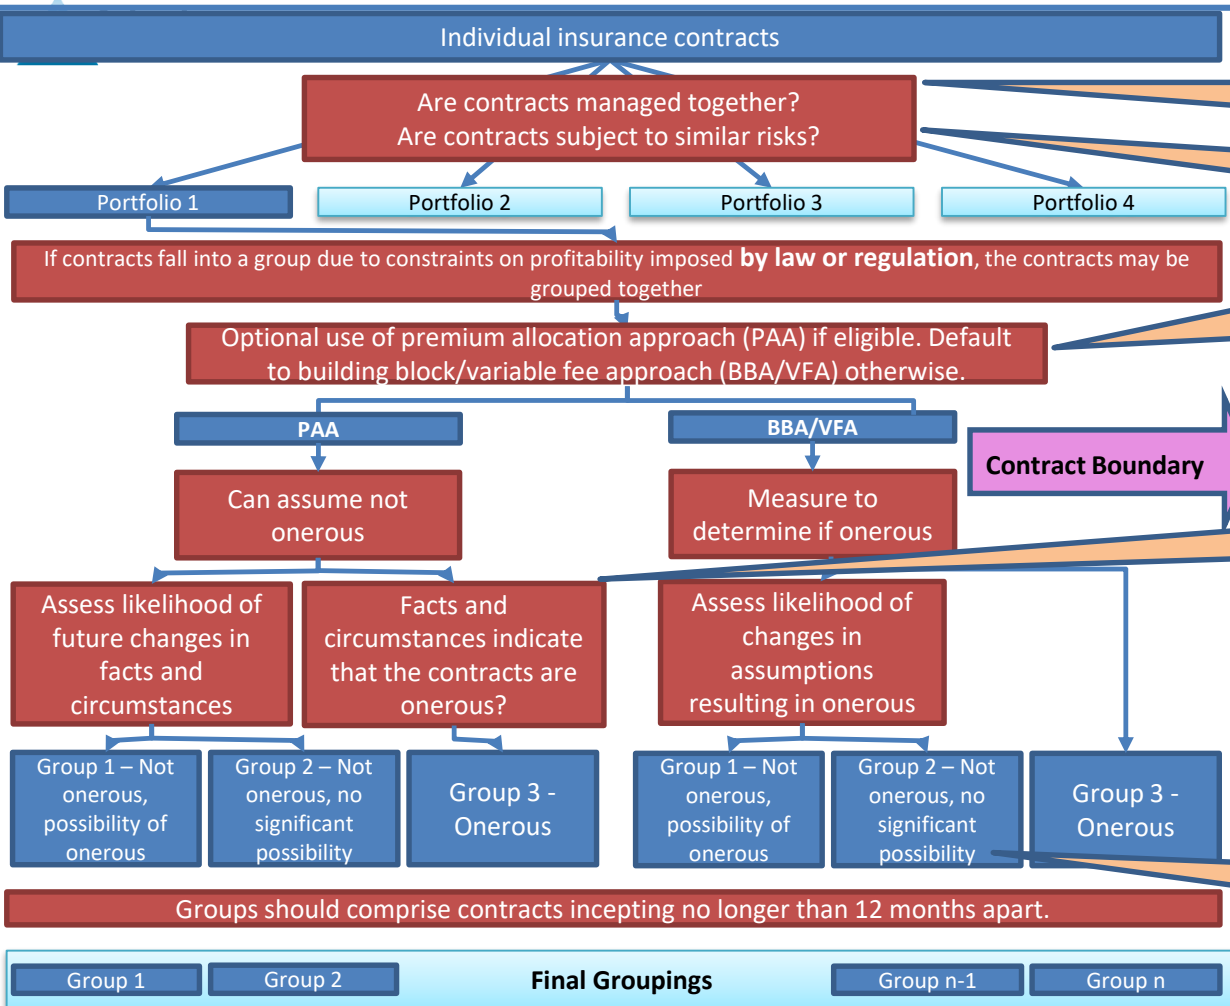 Individual insurance contracts
Are contracts managed together?
Are contracts subject to similar risks?
Portfolio 1
Portfolio 2
Portfolio 3
Portfolio 4
If contracts fall into a group due to constraints on profitability imposed by law or regulation, the contracts may be
grouped together
Optional use of premium allocation approach (PAA) if eligible. Default
to building block/variable fee approach (BBA/VFA) otherwise.
PAA
BBA/VFA
Contract Boundary
Can assume not
onerous
Measure to
determine if onerous
Assess likelihood of
future changes in
facts and
circumstances
Facts and
circumstances indicate
that the contracts are
onerous?
Assess likelihood of
changes in
assumptions
resulting in onerous
Group 1 – Not
onerous,
possibility of
onerous
Group 2 – Not
onerous, no
significant
possibility
Group 3 -
Onerous
Group 1 – Not
onerous,
possibility of
onerous
Group 2 – Not
onerous, no
significant
possibility
Group 3 -
Onerous
Groups should comprise contracts incepting no longer than 12 months apart.
Group 1
Group 2
Final Groupings
Group n-1
Group n